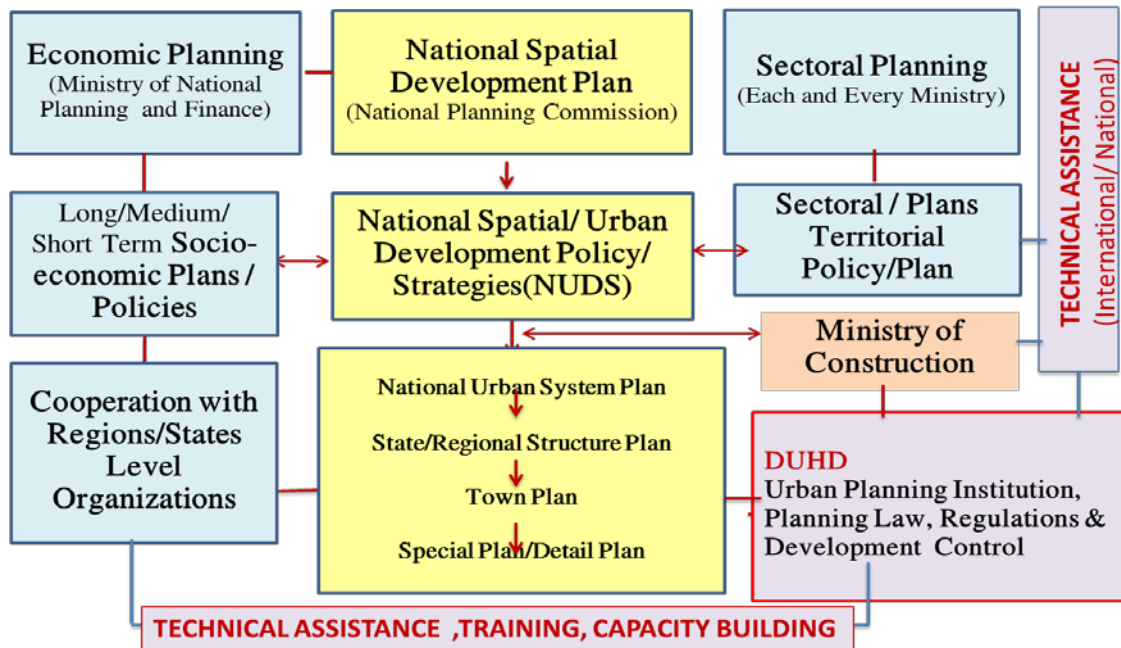 Economic Planning
(Ministry of National
Planning and Finance)
National Spatial
Development Plan
(National Planning Commission)
Sectoral Planning
(Each and Every Ministry)
TECHNICAL ASSISTANCE
(International/ National)
Long/Medium/
Short Term Socio-
economic Plans /
Policies
National Spatial/ Urban
Development Policy/
Strategies(NUDS)
Sectoral / Plans
Territorial
Policy/Plan
Ministry of
Construction
Cooperation with
Regions/States
Level
Organizations
National Urban System Plan
State/Regional Structure Plan
Town Plan
Special Plan/Detail Plan
DUHD
Urban Planning Institution,
Planning Law, Regulations &
Development Control
TECHNICAL ASSISTANCE ,TRAINING, CAPACITY BUILDING